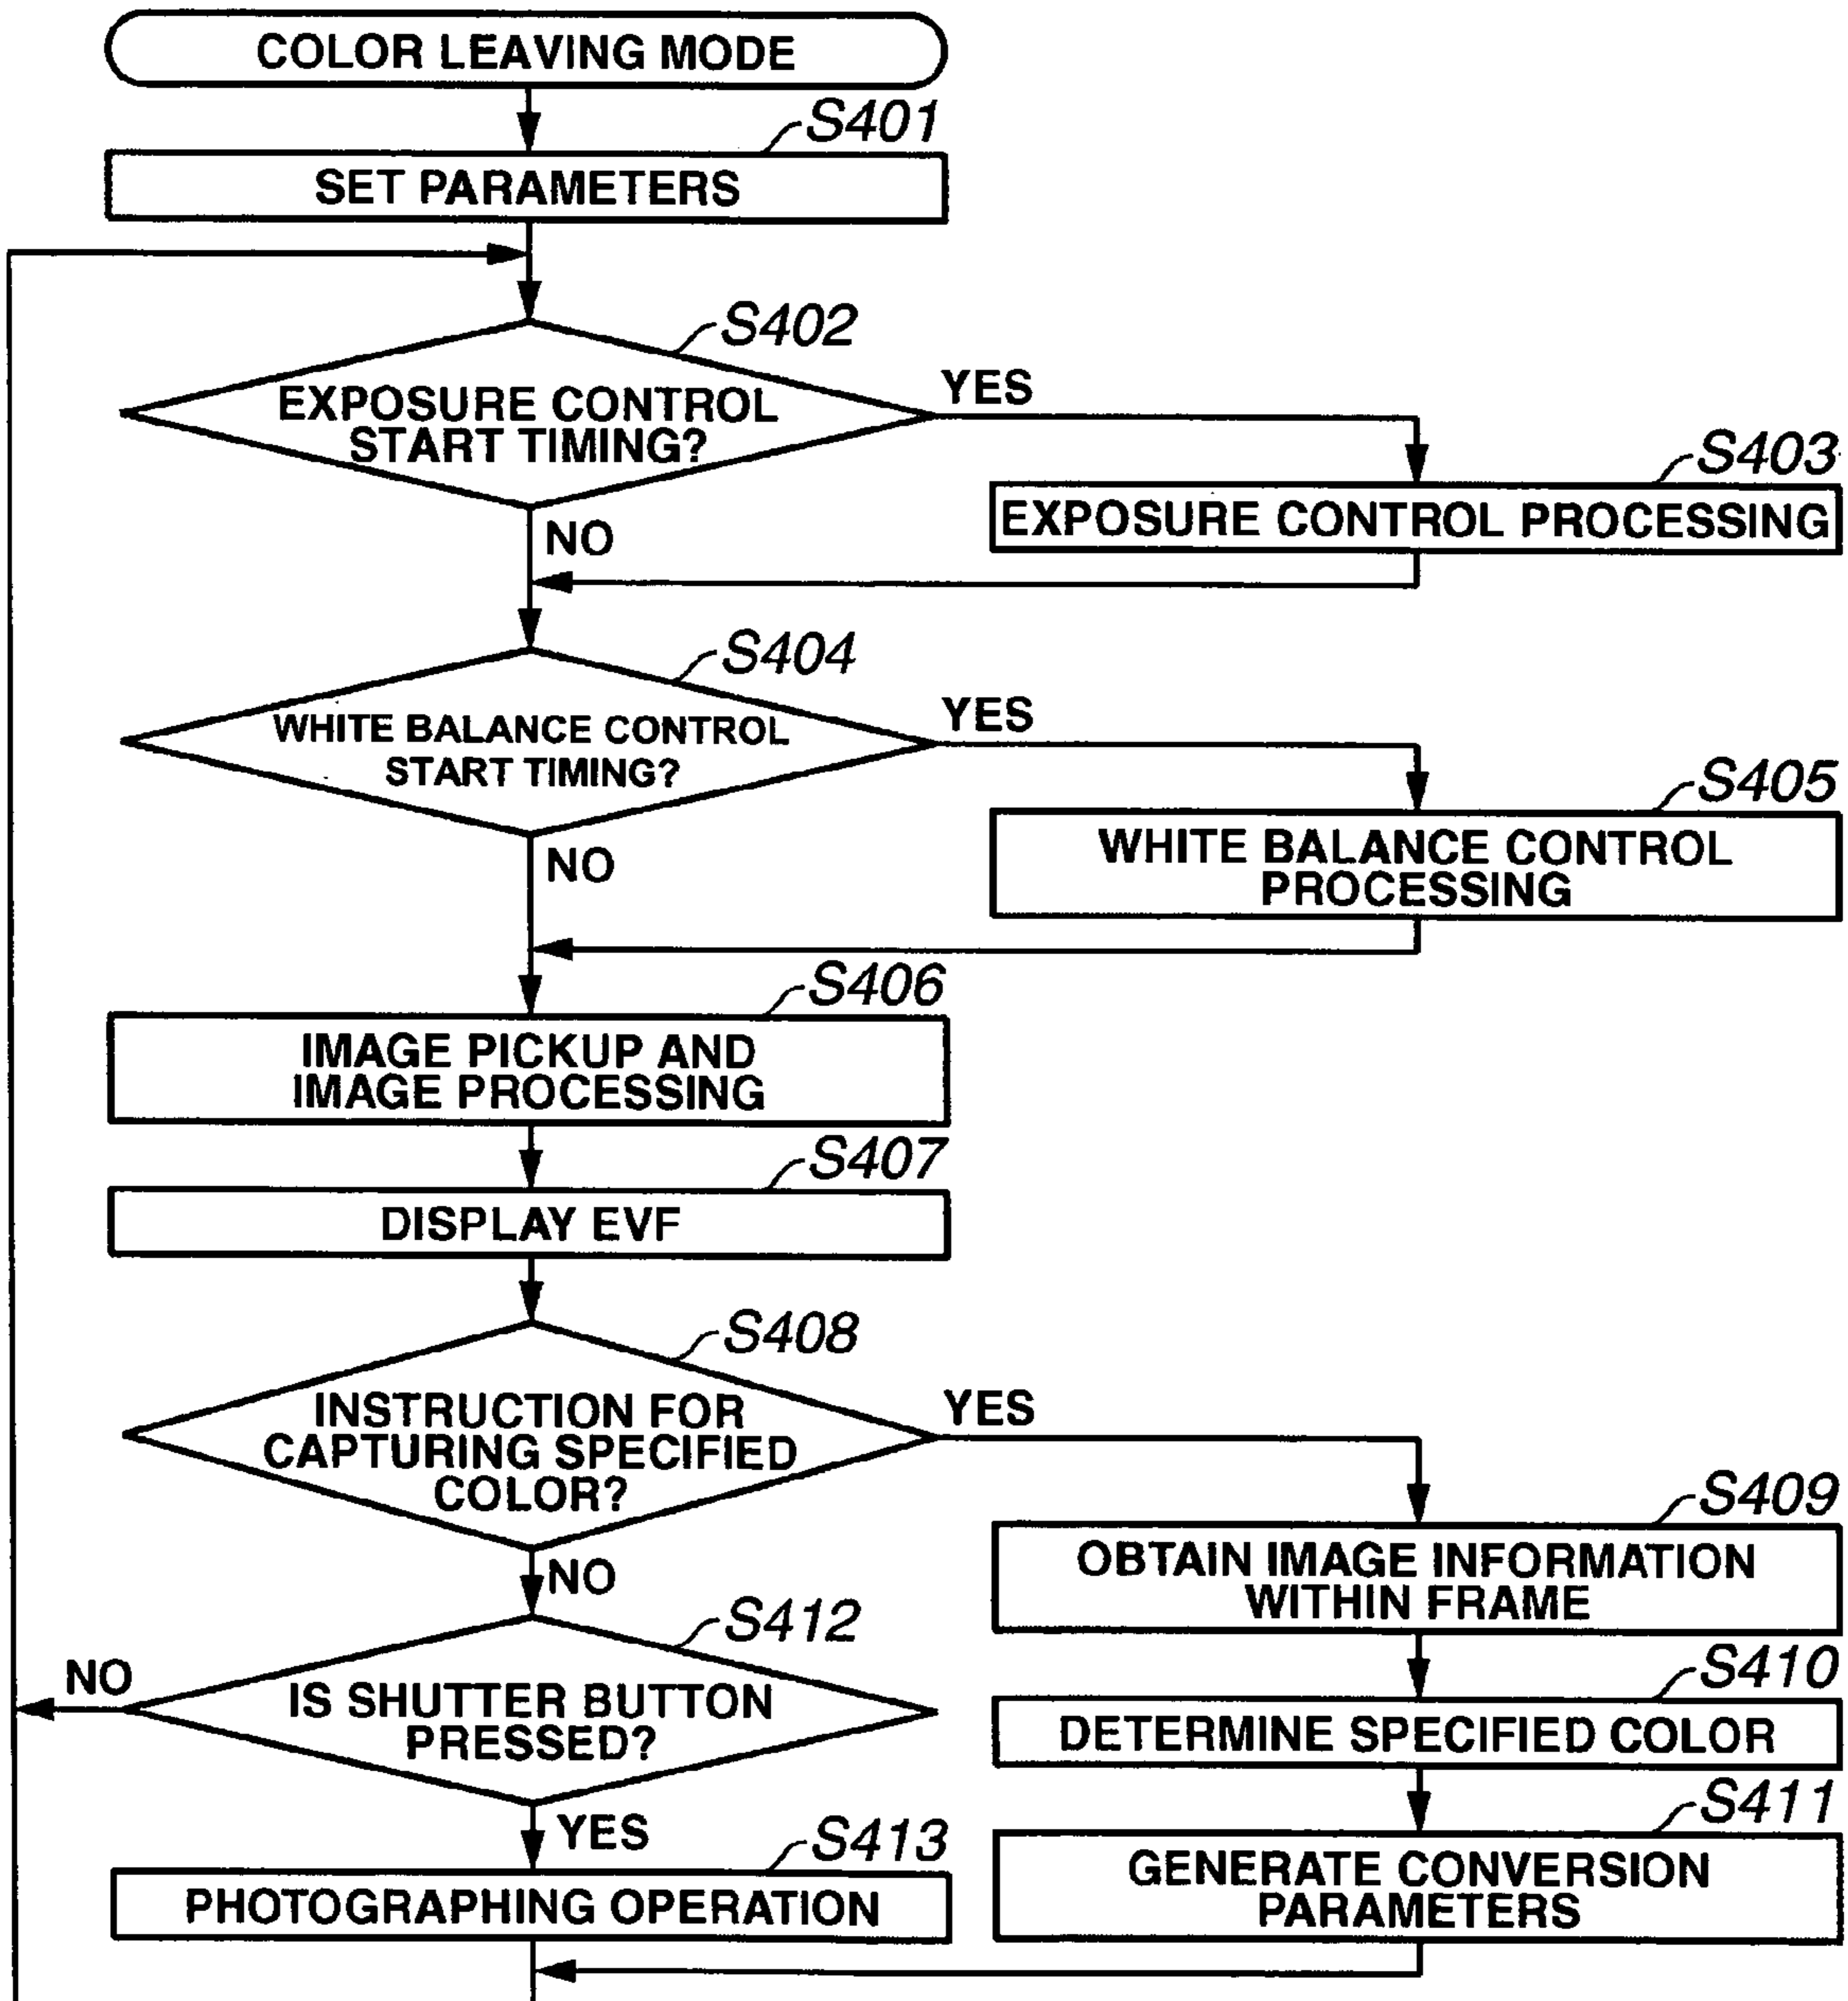 COLOR LEAVING MODE
S401
SET PARAMETERS
S402
EXPOSURE CONTROL
START TIMING?
YES
S403
EXPOSURE CONTROL PROCESSING
NO
S404
WHITE BALANCE CONTROL
START TIMING?
YES
S405
WHITE BALANCE CONTROL
PROCESSING
NO
S406
IMAGE PICKUP AND
IMAGE PROCESSING
S407
DISPLAY EVF
S408
INSTRUCTION FOR
CAPTURING SPECIFIED
COLOR?
YES
S409
OBTAIN IMAGE INFORMATION
WITHIN FRAME
NO
S412
IS SHUTTER BUTTON
PRESSED?
NO
S410
DETERMINE SPECIFIED COLOR
S411
GENERATE CONVERSION
PARAMETERS
YES
S413
PHOTOGRAPHING OPERATION